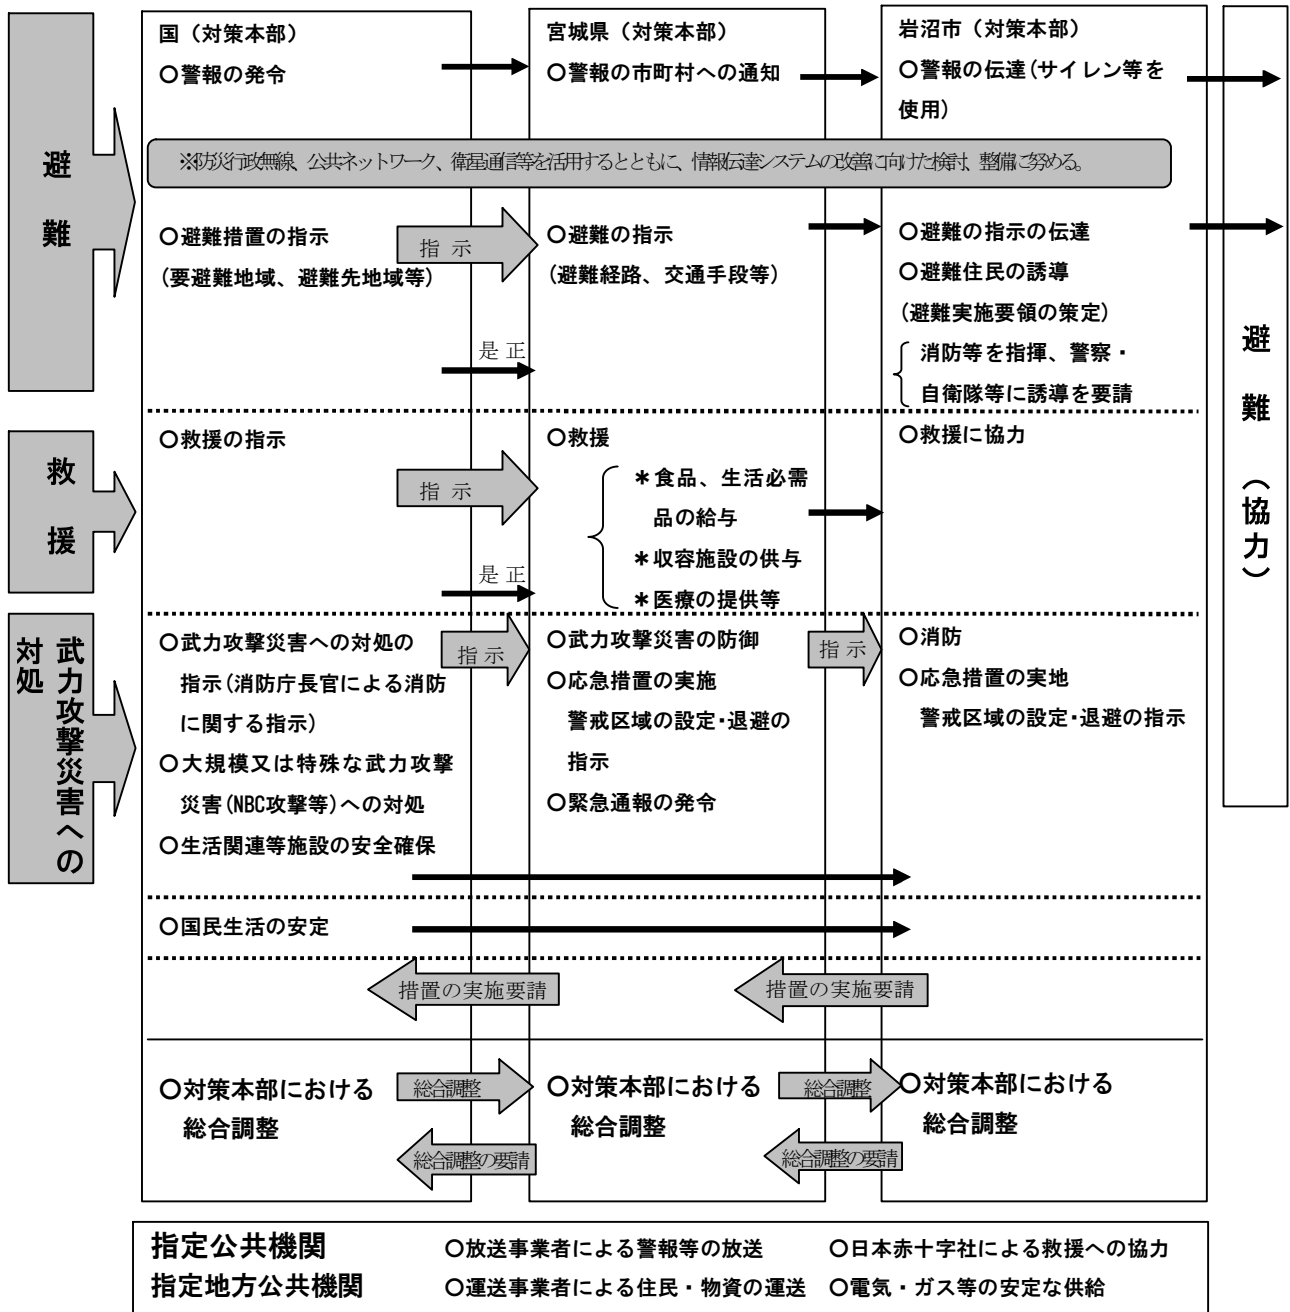 避難
国（対策本部）
○警報の発令
宮城県（対策本部）
○警報の市町村への通知
岩沼市（対策本部）
○警報の伝達(サイレン等を
使用)
※防災行政無線、公共ネットワーク、衛星通信等を活用するとともに、情報伝達システムの改善に向けた検討、整備に努める。
○避難措置の指示
(要避難地域、避難先地域等)
指 示
是 正
○避難の指示
(避難経路、交通手段等)
○避難の指示の伝達
○避難住民の誘導
(避難実施要領の策定)
消防等を指揮、警察・
自衛隊等に誘導を要請
避難（協力）
救援
○救援の指示
指 示
是 正
○救援
＊食品、生活必需
品の給与
＊収容施設の供与
＊医療の提供等
○救援に協力
武力攻撃災害への
対処
○武力攻撃災害への対処の
指示(消防庁長官による消防
に関する指示)
○大規模又は特殊な武力攻撃
災害(NBC攻撃等)への対処
○生活関連等施設の安全確保
指 示
○武力攻撃災害の防御
○応急措置の実施
警戒区域の設定･退避の
指示
○緊急通報の発令
指 示
○消防
○応急措置の実地
警戒区域の設定･退避の指示
○国民生活の安定
措置の実施要請
措置の実施要請
○対策本部における
総合調整
総合調整
総合調整の要請
○対策本部における
総合調整
総合調整
総合調整の要請
○対策本部における
総合調整
指定公共機関
指定地方公共機関
○放送事業者による警報等の放送
○運送事業者による住民・物資の運送
○日本赤十字社による救援への協力
○電気・ガス等の安定な供給